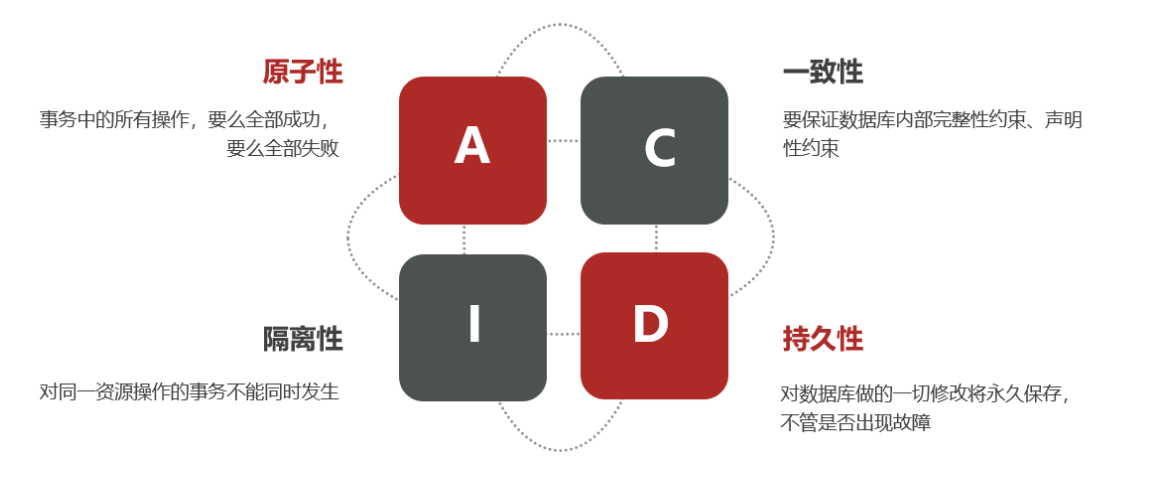 原子性
事务中的所有操作，要么全部成功，
要么全部失败
A
C
一致性
要保证数据库内部完整性约束、声明
性约束
隔离性
对同一资源操作的事务不能同时发生
I
D
持久性
对数据库做的一切修改将永久保存，
不管是否出现故障